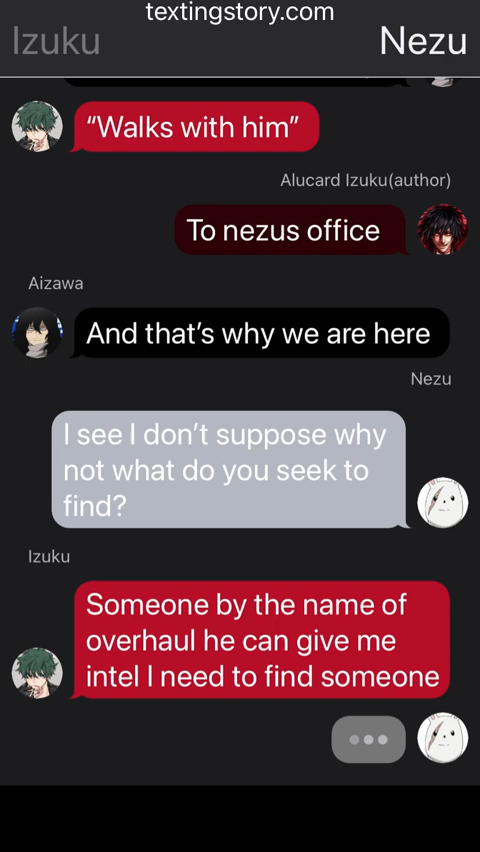 textingstory.com
Izuku
Nezu
“Walks with him”
Alucard Izuku(author)
To nezus office
Aizawa
And that’s why we are here
Nezu
I see I don’t suppose why
not what do you seek to
find?
Izuku
Someone by the name of
overhaul he can give me
intel I need to find someone